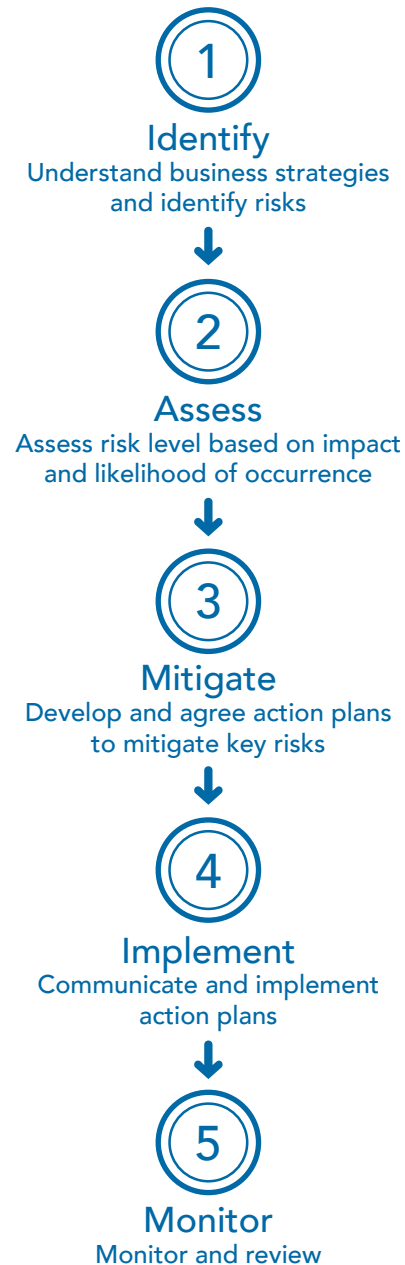 1
Identify
Understand business strategies
and identify risks
2
Assess
Assess risk level based on impact
and likelihood of occurrence
3
Mitigate
Develop and agree action plans
to mitigate key risks
4
Implement
Communicate and implement
action plans
5
Monitor
Monitor and review